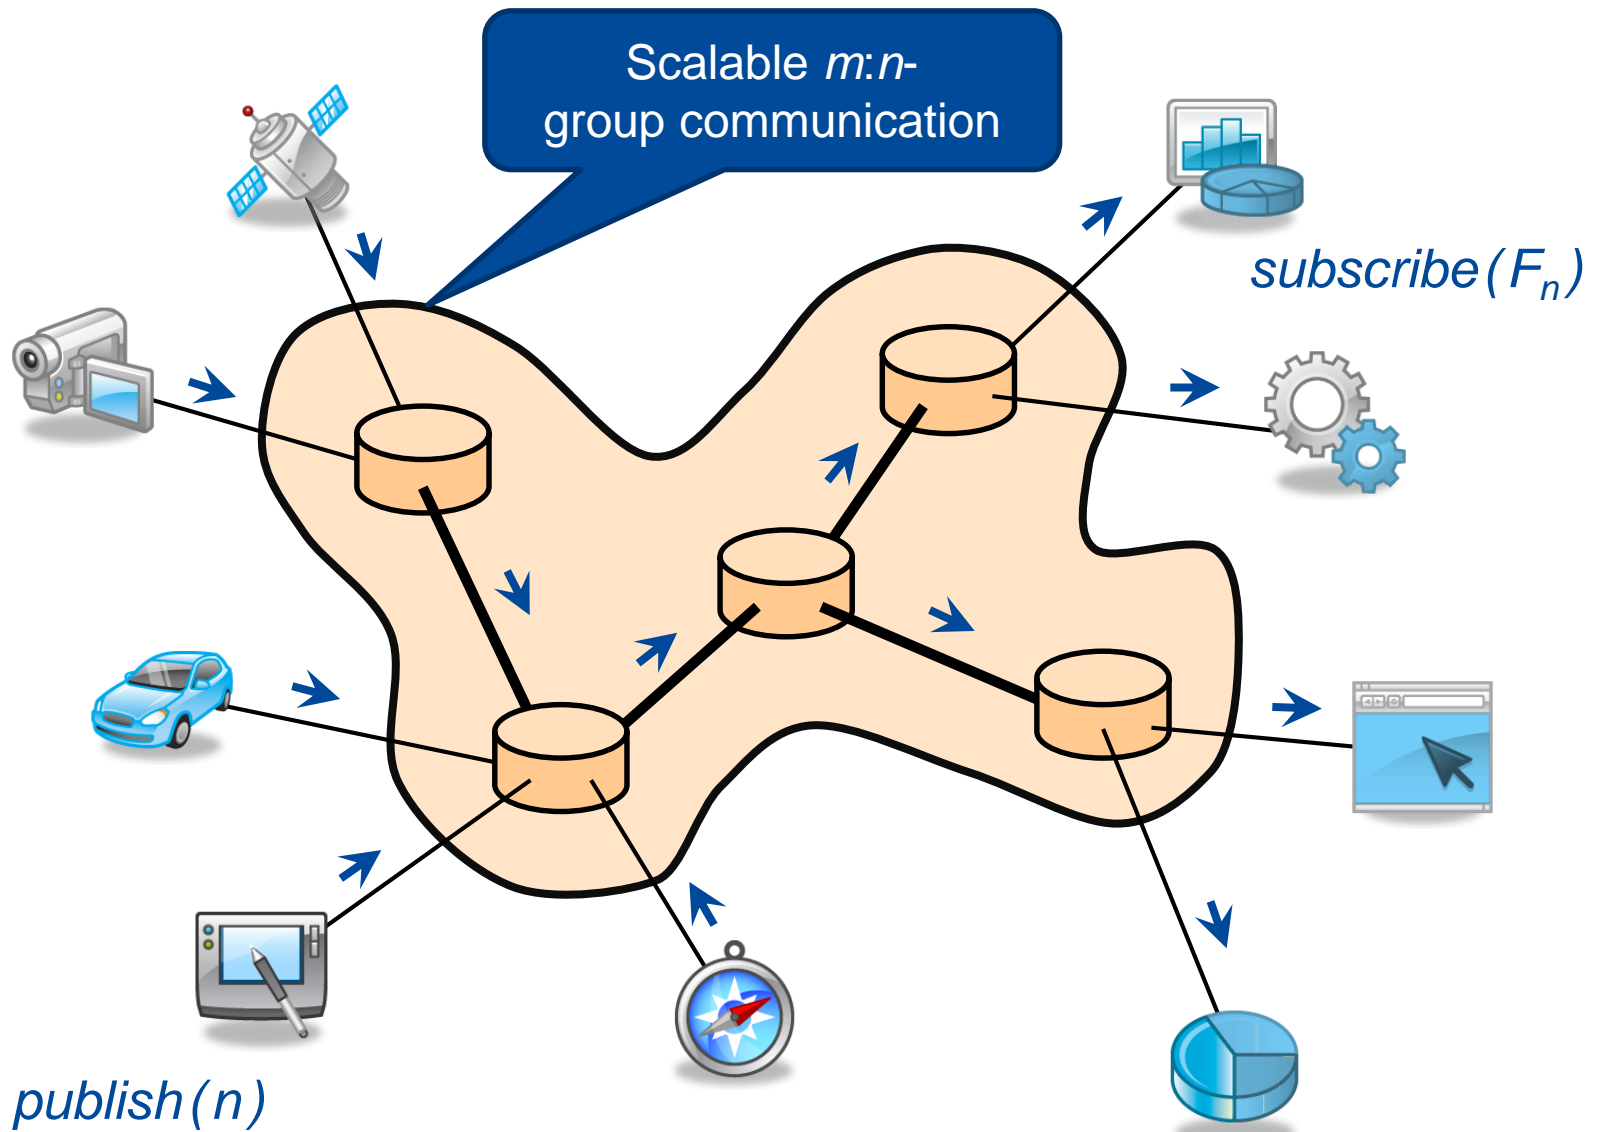 Scalable m:n-
group communication
subscribe(Fn)
publish(n)